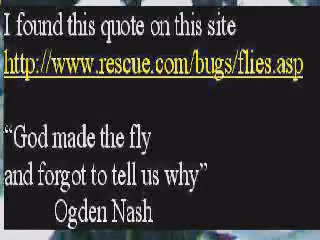 I found this quote on this site
http://www.rescue.com/bugs/flies.asp
“God made the fly
and forgot to tell us why”
Ogden Nash